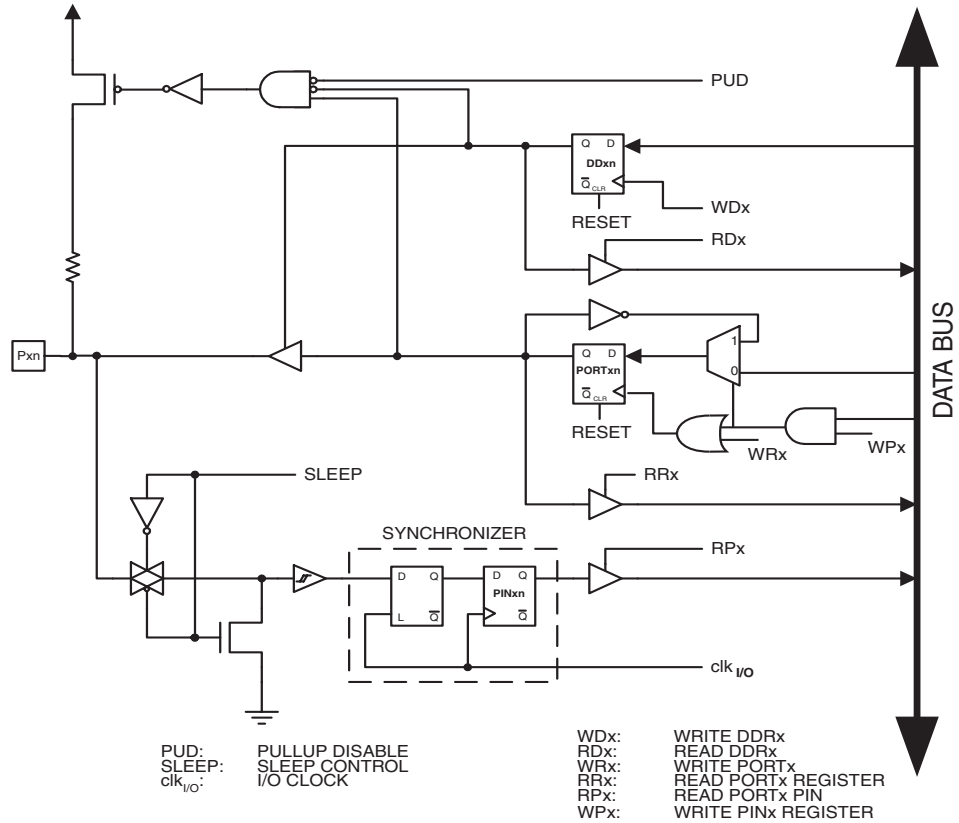 PUD
Q D
DDxn
Q CLR
WDx
RESET
RDx
Pxn
Q D
PORTxn
Q CLR
1
0
RESET
WRx
WPx
DATA BUS
SLEEP
RRx
SYNCHRONIZER
RPx
D Q
L Q
D Q
PINxn
Q
clk I/O
PUD: PULLUP DISABLE
SLEEP: SLEEP CONTROL
clkI/O: I/O CLOCK
WDx: WRITE DDRx
RDx: READ DDRx
WRx: WRITE PORTx
RRx: READ PORTx REGISTER
RPx: READ PORTx PIN
WPx: WRITE PINx REGISTER